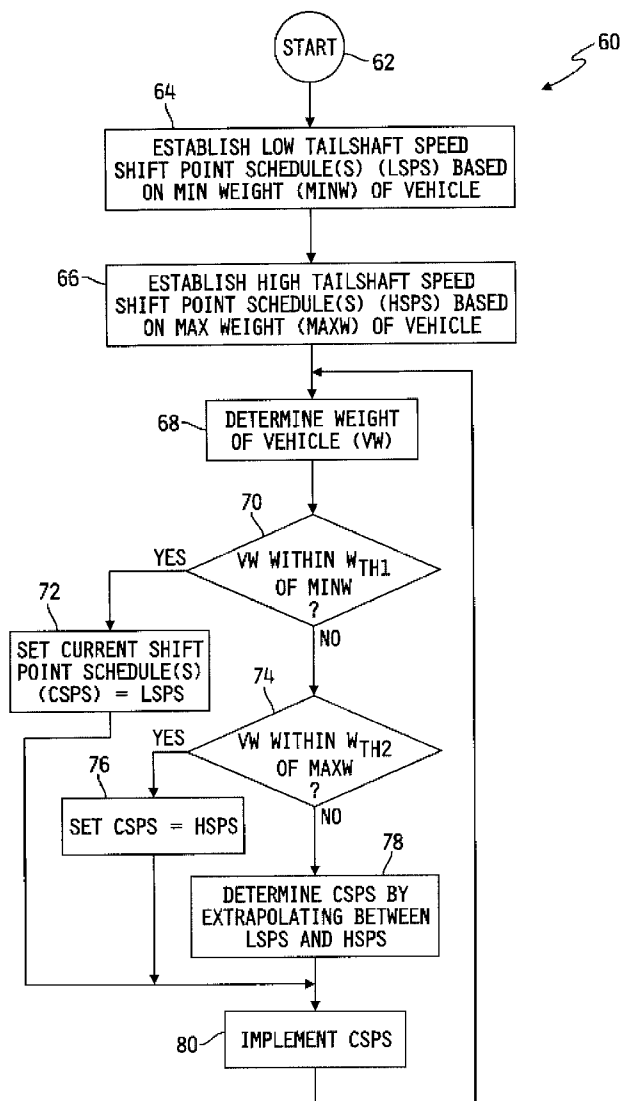 START
60
62
64
ESTABLISH LOW TAILSHAFT SPEED
SHIFT POINT SCHEDULE(S) (LSPS) BASED
ON MIN WEIGHT (MINW) OF VEHICLE
66
ESTABLISH HIGH TAILSHAFT SPEED
SHIFT POINT SCHEDULE(S) (HSPS) BASED
ON MAX WEIGHT (MAXW) OF VEHICLE
68
DETERMINE WEIGHT
OF VEHICLE (VW)
70
YES
VW WITHIN WTH1
OF MINW
?
NO
72
SET CURRENT SHIFT
POINT SCHEDULE(S)
(CSPS) = LSPS
74
YES
VW WITHIN WTH2
OF MAXW
?
NO
76
SET CSPS = HSPS
78
DETERMINE CSPS BY
EXTRAPOLATING BETWEEN
LSPS AND HSPS
80
IMPLEMENT CSPS